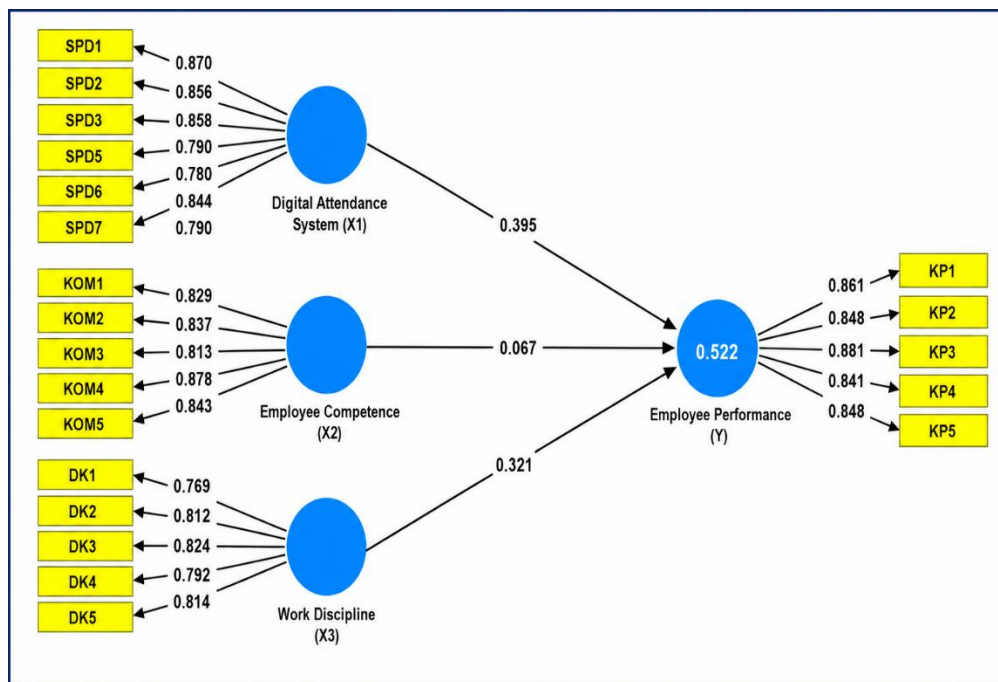 SPD1
0.870
SPD2
0.856
SPD3
0.858
SPD5
0.790
SPD6
0.780
SPD7
0.844
0.790
Digital Attendance
System (X1)
0.395
KOM1
0.829
KOM2
0.837
KOM3
0.813
KOM4
0.878
KOM5
0.843
Employee Competence
(X2)
0.067
DK1
0.769
DK2
0.812
DK3
0.824
DK4
0.792
DK5
0.814
Work Discipline
(X3)
0.321
0.522
Employee Performance
(Y)
0.861
KP1
0.848
KP2
0.881
KP3
0.841
KP4
0.848
KP5